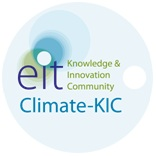 eit Knowledge &
Innovation
Community
Climate-KIC